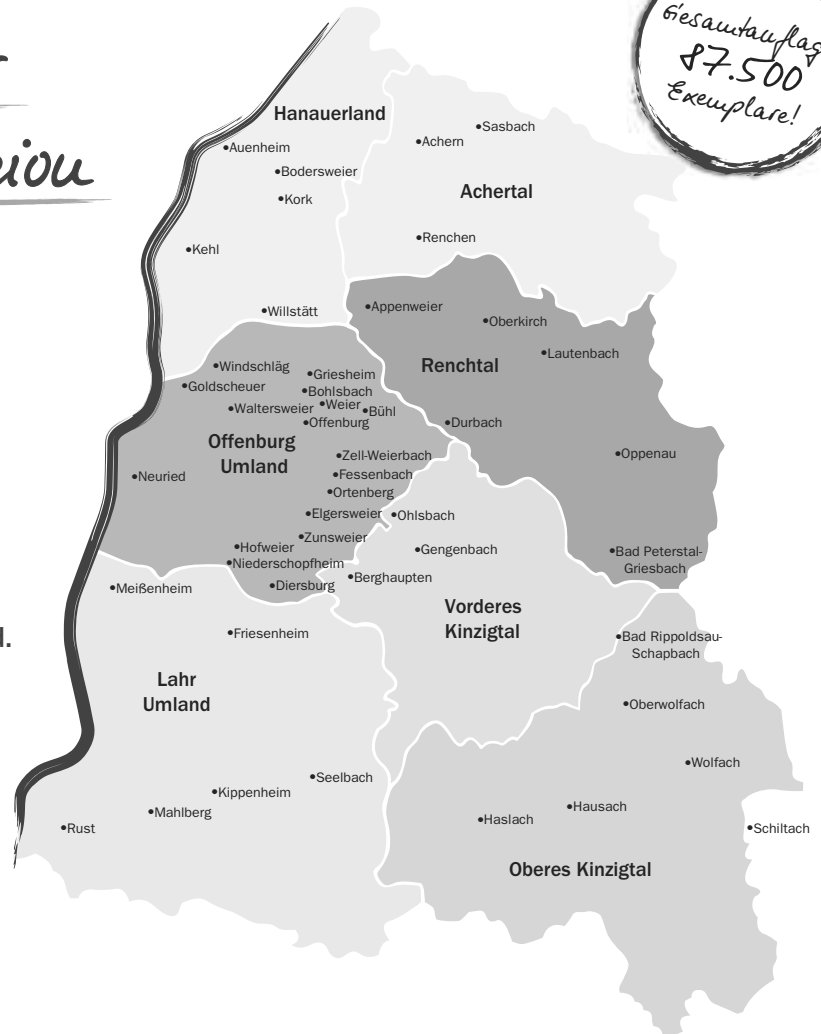 Gesamtauflag
87.500
Exemplare!
Hanauerland
•Auenheim
•Bodersweier
•Kork
•Kehl
•Willstätt
•Sasbach
•Achern
Achertal
•Renchen
•Appenweier
•Oberkirch
•Lautenbach
Renchtal
•Durbach
•Oppenau
•Bad Peterstal-
Griesbach
•Windschläg
•Griesheim
•Goldscheuer
•Bohlsbach
•Waltersweier
•Weier
•Bühl
•Offenburg
Offenburg
Umland
•Zell-Weierbach
•Neuried
•Fessenbach
•Ortenberg
•Elgersweier
•Zunsweier
•Hofweier
•Niederschopfheim
•Diersburg
•Ohlsbach
•Gengenbach
•Berghaupten
Vorderes
Kinzigtal
•Meißenheim
•Friesenheim
Lahr
Umland
•Seelbach
•Kippenheim
•Mahlberg
•Rust
•Bad Rippoldsau-
Schapbach
•Oberwolfach
•Wolfach
•Hausach
•Haslach
•Schiltach
Oberes Kinzigtal